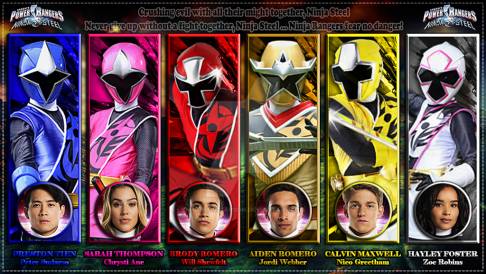 Crushing evil with all their might together, Ninja Steel
Never give up without a fight together, Ninja Steel ... Ninja Rangers fear no danger!
POWER RANGERS
NINJA STEEL
POWER RANGERS
NINJA STEEL
PRESTON TIEN
Peter Sudarso
SARAH THOMPSON
Chrysti Ane
BRODY ROMERO
Will Shewfelt
AIDEN ROMERO
Jordi Webber
CALVIN MAXWELL
Nico Greetham
HAYLEY FOSTER
Zoe Robins